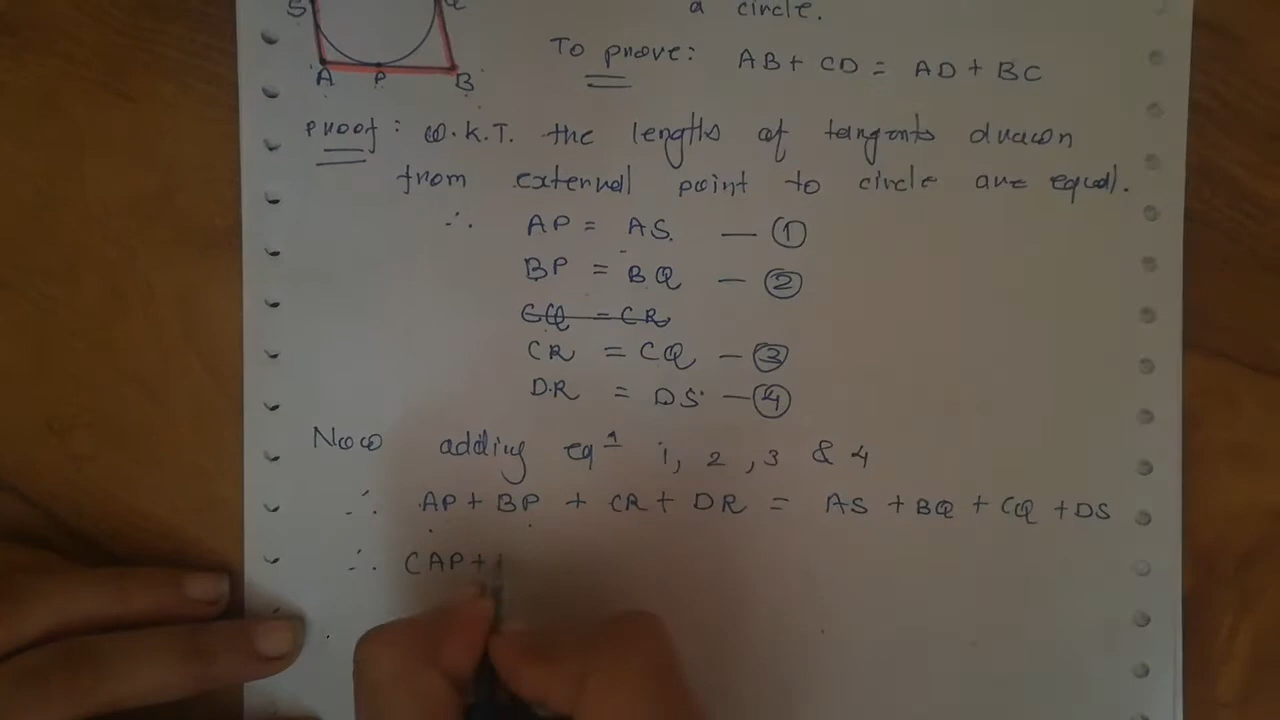 S
a circle.
To prove: AB + CD = AD + BC
A P B
Proof: W.K.T. the lengths of tangents drawn
from external point to circle are equal.
∴ AP = AS. — ①
BP = BQ — ②
CQ = CR
CR = CQ — ③
DR = DS — ④
Now adding eqn 1, 2, 3 & 4
∴ AP + BP + CR + DR = AS + BQ + CQ + DS
∴ (AP +